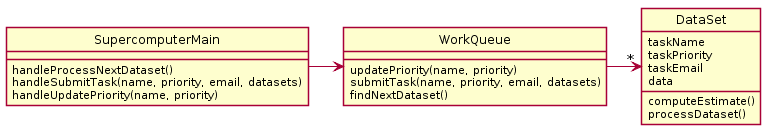 SupercomputerMain
handleProcessNextDataset()
handleSubmitTask(name, priority, email, datasets)
handleUpdatePriority(name, priority)
WorkQueue
updatePriority(name, priority)
submitTask(name, priority, email, datasets)
findNextDataset()
*
DataSet
taskName
taskPriority
taskEmail
data
computeEstimate()
processDataset()